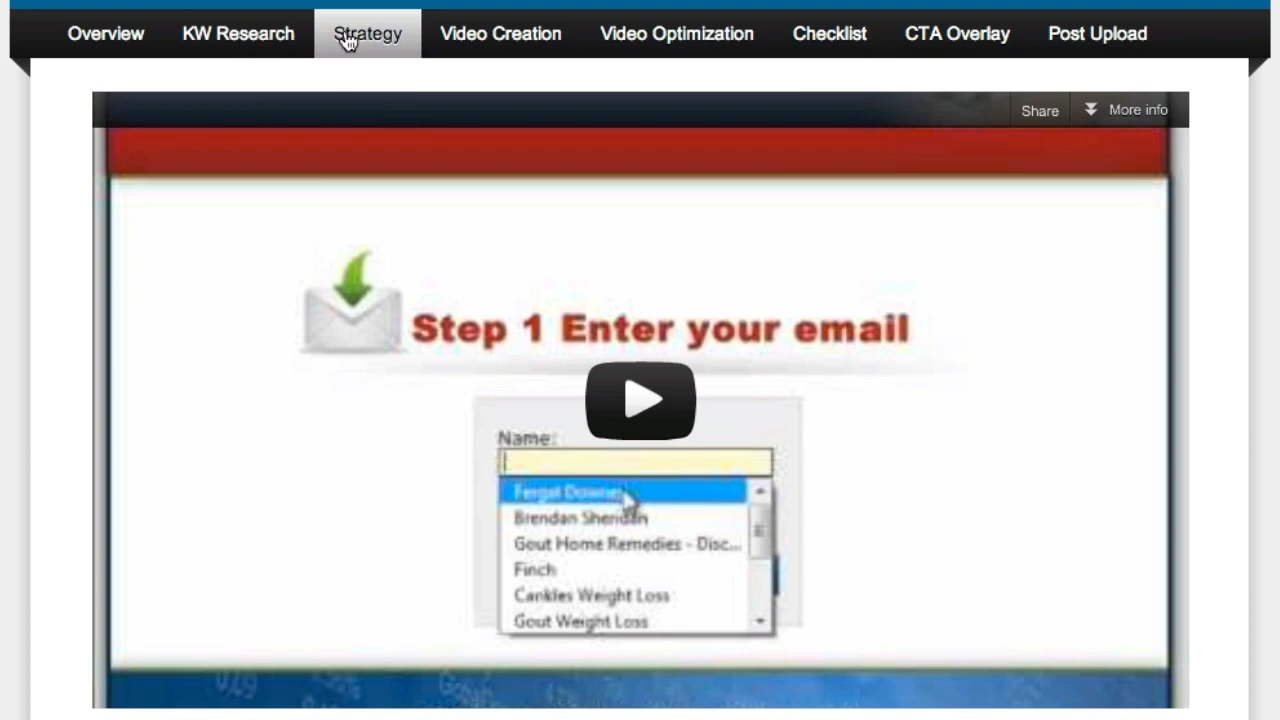 Overview KW Research Strategy Video Creation Video Optimization Checklist CTA Overlay Post Upload
Share More info
Step 1 Enter your email
Name:
Fergal
Brendan Sheridan
Gout Home Remedies - Disc...
Finch
Cankles Weight Loss
Gout Weight Loss